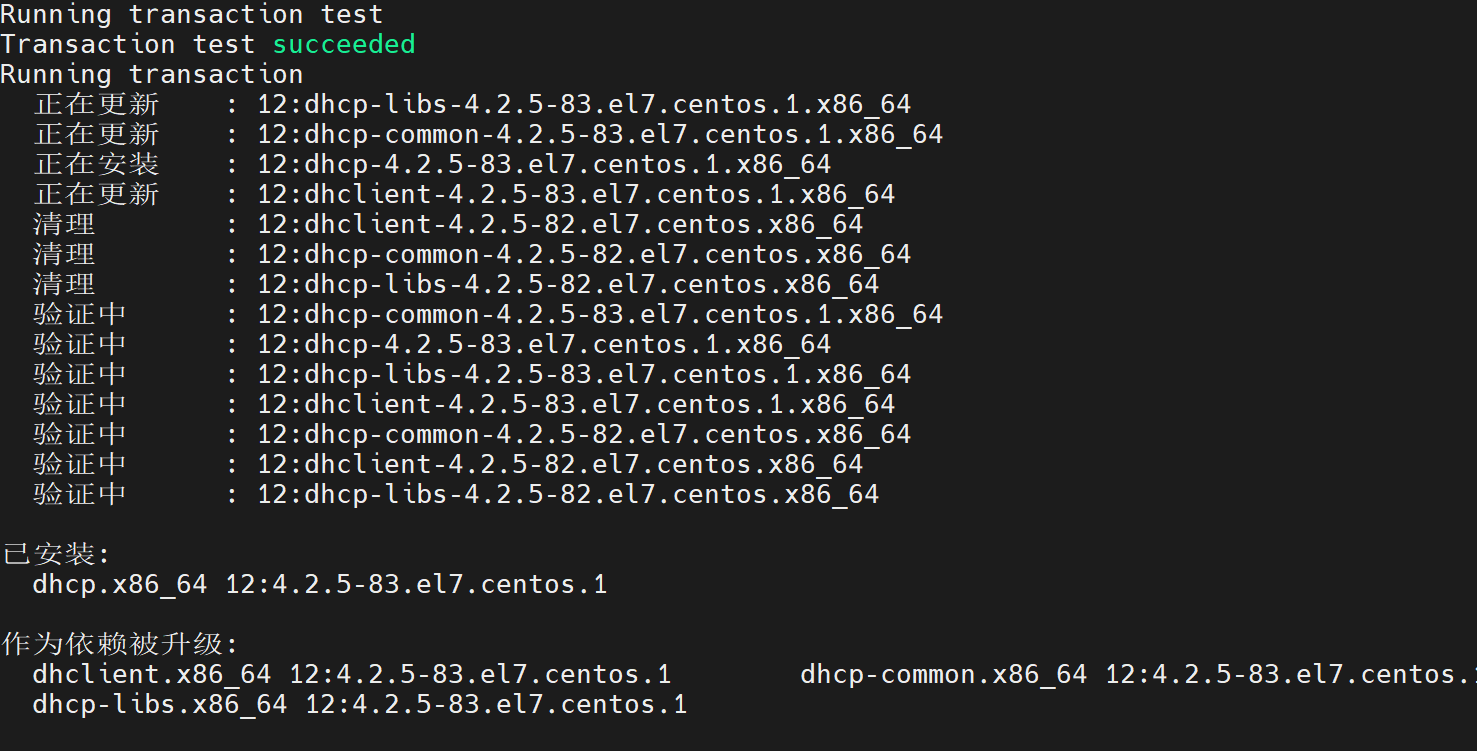 Running transaction test
Transaction test succeeded
Running transaction
正在更新 : 12:dhcp-libs-4.2.5-83.el7.centos.1.x86_64
正在更新 : 12:dhcp-common-4.2.5-83.el7.centos.1.x86_64
正在安装 : 12:dhcp-4.2.5-83.el7.centos.1.x86_64
正在更新 : 12:dhclient-4.2.5-83.el7.centos.1.x86_64
清理 : 12:dhclient-4.2.5-82.el7.centos.x86_64
清理 : 12:dhcp-common-4.2.5-82.el7.centos.x86_64
清理 : 12:dhcp-libs-4.2.5-82.el7.centos.x86_64
验证中 : 12:dhcp-common-4.2.5-83.el7.centos.1.x86_64
验证中 : 12:dhcp-4.2.5-83.el7.centos.1.x86_64
验证中 : 12:dhcp-libs-4.2.5-83.el7.centos.1.x86_64
验证中 : 12:dhclient-4.2.5-83.el7.centos.1.x86_64
验证中 : 12:dhcp-common-4.2.5-82.el7.centos.x86_64
验证中 : 12:dhclient-4.2.5-82.el7.centos.x86_64
验证中 : 12:dhcp-libs-4.2.5-82.el7.centos.x86_64
已安装:
dhcp.x86_64 12:4.2.5-83.el7.centos.1
作为依赖被升级:
dhclient.x86_64 12:4.2.5-83.el7.centos.1 dhcp-common.x86_64 12:4.2.5-83.el7.centos.1
dhcp-libs.x86_64 12:4.2.5-83.el7.centos.1